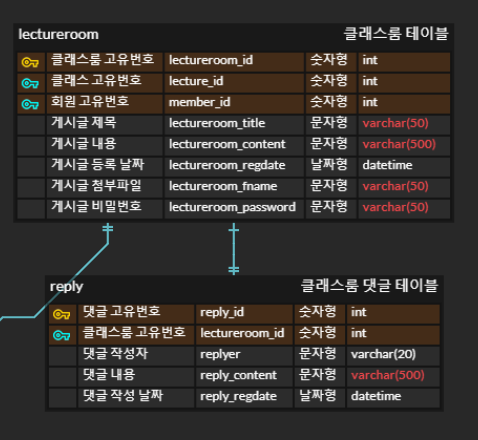 lectureroom 클래스룸 테이블
클래스룸 고유번호 lectureroom_id 숫자형 int
클래스 고유번호 lecture_id 숫자형 int
회원 고유번호 member_id 숫자형 int
게시글 제목 lectureroom_title 문자형 varchar(50)
게시글 내용 lectureroom_content 문자형 varchar(500)
게시글 등록 날짜 lectureroom_regdate 날짜형 datetime
게시글 첨부파일 lectureroom_fname 문자형 varchar(50)
게시글 비밀번호 lectureroom_password 문자형 varchar(50)
reply 클래스룸 댓글 테이블
댓글 고유번호 reply_id 숫자형 int
클래스룸 고유번호 lectureroom_id 숫자형 int
댓글 작성자 replyer 문자형 varchar(20)
댓글 내용 reply_content 문자형 varchar(500)
댓글 작성 날짜 reply_regdate 날짜형 datetime